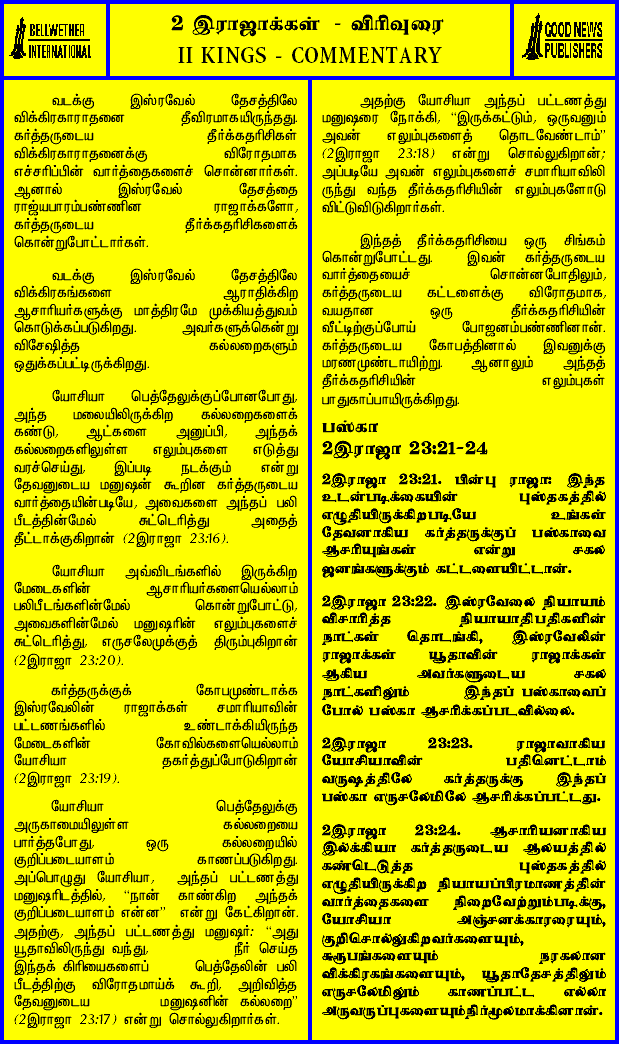 BELLWETHER
INTERNATIONAL
2 இராஜாக்கள் - விரிவுரை
II KINGS - COMMENTARY
GOOD NEWS
PUBLISHERS
வடக்கு இஸ்ரவேல் தேசத்திலே
விக்கிரகாராதனை தீவிரமாகயிருந்தது.
கர்த்தருடைய தீர்க்கதரிசிகள்
விக்கிரகாராதனைக்கு விரோதமாக
எச்சரிப்பின் வார்த்தைகளைச் சொன்னார்கள்.
ஆனால் இஸ்ரவேல் தேசத்தை
ராஜ்யபாரம்பண்ணின ராஜாக்களோ,
கர்த்தருடைய தீர்க்கதரிசிகளைக்
கொன்றுபோட்டார்கள்.
வடக்கு இஸ்ரவேல் தேசத்திலே
விக்கிரகங்களை ஆராதிக்கிற
ஆசாரியர்களுக்கு மாத்திரமே முக்கியத்துவம்
கொடுக்கப்படுகிறது. அவர்களுக்கென்று
விசேஷித்த கல்லறைகளும்
ஒதுக்கப்பட்டிருக்கிறது.
யோசியா பெத்தேலுக்குப்போனபோது,
அந்த மலையிலிருக்கிற கல்லறைகளைக்
கண்டு, ஆட்களை அனுப்பி, அந்தக்
கல்லறைகளிலுள்ள எலும்புகளை எடுத்து
வரச்செய்து, இப்படி நடக்கும் என்று
தேவனுடைய மனுஷன் கூறின கர்த்தருடைய
வார்த்தையின்படியே, அவைகளை அந்தப் பலி
பீடத்தின்மேல் சுட்டெரித்து அதைத்
தீட்டாக்குகிறான் (2இராஜா 23:16).
யோசியா அவ்விடங்களில் இருக்கிற
மேடைகளின் ஆசாரியர்களையெல்லாம்
பலிபீடங்களின்மேல் கொன்றுபோட்டு,
அவைகளின்மேல் மனுஷரின் எலும்புகளைச்
சுட்டெரித்து, எருசலேமுக்குத் திரும்புகிறான்
(2இராஜா 23:20).
கர்த்தருக்குக் கோபமுண்டாக்க
இஸ்ரவேலின் ராஜாக்கள் சமாரியாவின்
பட்டணங்களில் உண்டாக்கியிருந்த
மேடைகளின் கோவில்களையெல்லாம்
யோசியா தகர்த்துப்போடுகிறான்
(2இராஜா 23:19).
யோசியா பெத்தேலுக்கு
அருகாமையிலுள்ள கல்லறையை
பார்த்தபோது, ஒரு கல்லறையில்
குறிப்படையாளம் காணப்படுகிறது.
அப்பொழுது யோசியா, அந்தப் பட்டணத்து
மனுஷரிடத்தில், "நான் காண்கிற அந்தக்
குறிப்படையாளம் என்ன" என்று கேட்கிறான்.
அதற்கு, அந்தப் பட்டணத்து மனுஷர்: "அது
யூதாவிலிருந்து வந்து, நீர் செய்த
இந்தக் கிரியைகளைப் பெத்தேலின் பலி
பீடத்திற்கு விரோதமாய்க் கூறி, அறிவித்த
தேவனுடைய மனுஷனின் கல்லறை"
(2இராஜா 23:17) என்று சொல்லுகிறார்கள்.
அதற்கு யோசியா அந்தப் பட்டணத்து
மனுஷரை நோக்கி, "இருக்கட்டும், ஒருவனும்
அவன் எலும்புகளைத் தொடவேண்டாம்"
(2இராஜா 23:18) என்று சொல்லுகிறான்;
அப்படியே அவன் எலும்புகளைச் சமாரியாவிலி
ருந்து வந்த தீர்க்கதரிசியின் எலும்புகளோடு
விட்டுவிடுகிறார்கள்.
இந்தத் தீர்க்கதரிசியை ஒரு சிங்கம்
கொன்றுபோட்டது. இவன் கர்த்தருடைய
வார்த்தையைச் சொன்னபோதிலும்,
கர்த்தருடைய கட்டளைக்கு விரோதமாக,
வயதான ஒரு தீர்க்கதரிசியின்
வீட்டிற்குப்போய் போஜனம்பண்ணினான்.
கர்த்தருடைய கோபத்தினால் இவனுக்கு
மரணமுண்டாயிற்று. ஆனாலும் அந்தத்
தீர்க்கதரிசியின் எலும்புகள்
பாதுகாப்பாயிருக்கிறது.
பஸ்கா
2இராஜா 23:21-24
2இராஜா 23:21. பின்பு ராஜா: இந்த
உடன்படிக்கையின் புஸ்தகத்தில்
எழுதியிருக்கிறபடியே உங்கள்
தேவனாகிய கர்த்தருக்குப் பஸ்காவை
ஆசரியுங்கள் என்று சகல
ஜனங்களுக்கும் கட்டளையிட்டான்.
2இராஜா 23:22. இஸ்ரவேலை நியாயம்
விசாரித்த நியாயாதிபதிகளின்
நாட்கள் தொடங்கி, இஸ்ரவேலின்
ராஜாக்கள் யூதாவின் ராஜாக்கள்
ஆகிய அவர்களுடைய சகல
நாட்களிலும் இந்தப் பஸ்காவைப்
போல் பஸ்கா ஆசரிக்கப்படவில்லை.
2இராஜா 23:23. ராஜாவாகிய
யோசியாவின் பதினெட்டாம்
வருஷத்திலே கர்த்தருக்கு இந்தப்
பஸ்கா எருசலேமிலே ஆசரிக்கப்பட்டது.
2இராஜா 23:24. ஆசாரியனாகிய
இல்க்கியா கர்த்தருடைய ஆலயத்தில்
கண்டெடுத்த புஸ்தகத்தில்
எழுதியிருக்கிற நியாயப்பிரமாணத்தின்
வார்த்தைகளை நிறைவேற்றும்படிக்கு,
யோசியா அஞ்சனக்காரரையும்,
குறிசொல்லுகிறவர்களையும்,
சுரூபங்களையும் நரகலான
விக்கிரகங்களையும், யூதாதேசத்திலும்
எருசலேமிலும் காணப்பட்ட எல்லா
அருவருப்புகளையும்நிர்மூலமாக்கினான்.